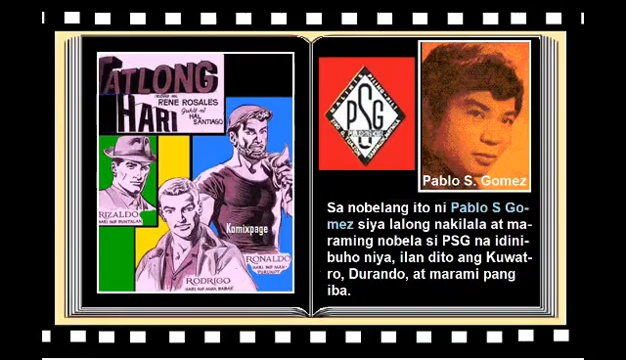 TATLONG
HARI
RENE ROSALES
HAL
SANTIAGO
RIZALDO
Komixpage
RONALDO
RODRIGO
PSG
Pablo S. Gomez
Sa nobelang ito ni Pablo S Go-
mez siya lalong nakilala at ma-
raming nobela si PSG na idini-
buho niya, ilan dito ang Kuwat-
ro, Durando, at marami pang
iba.